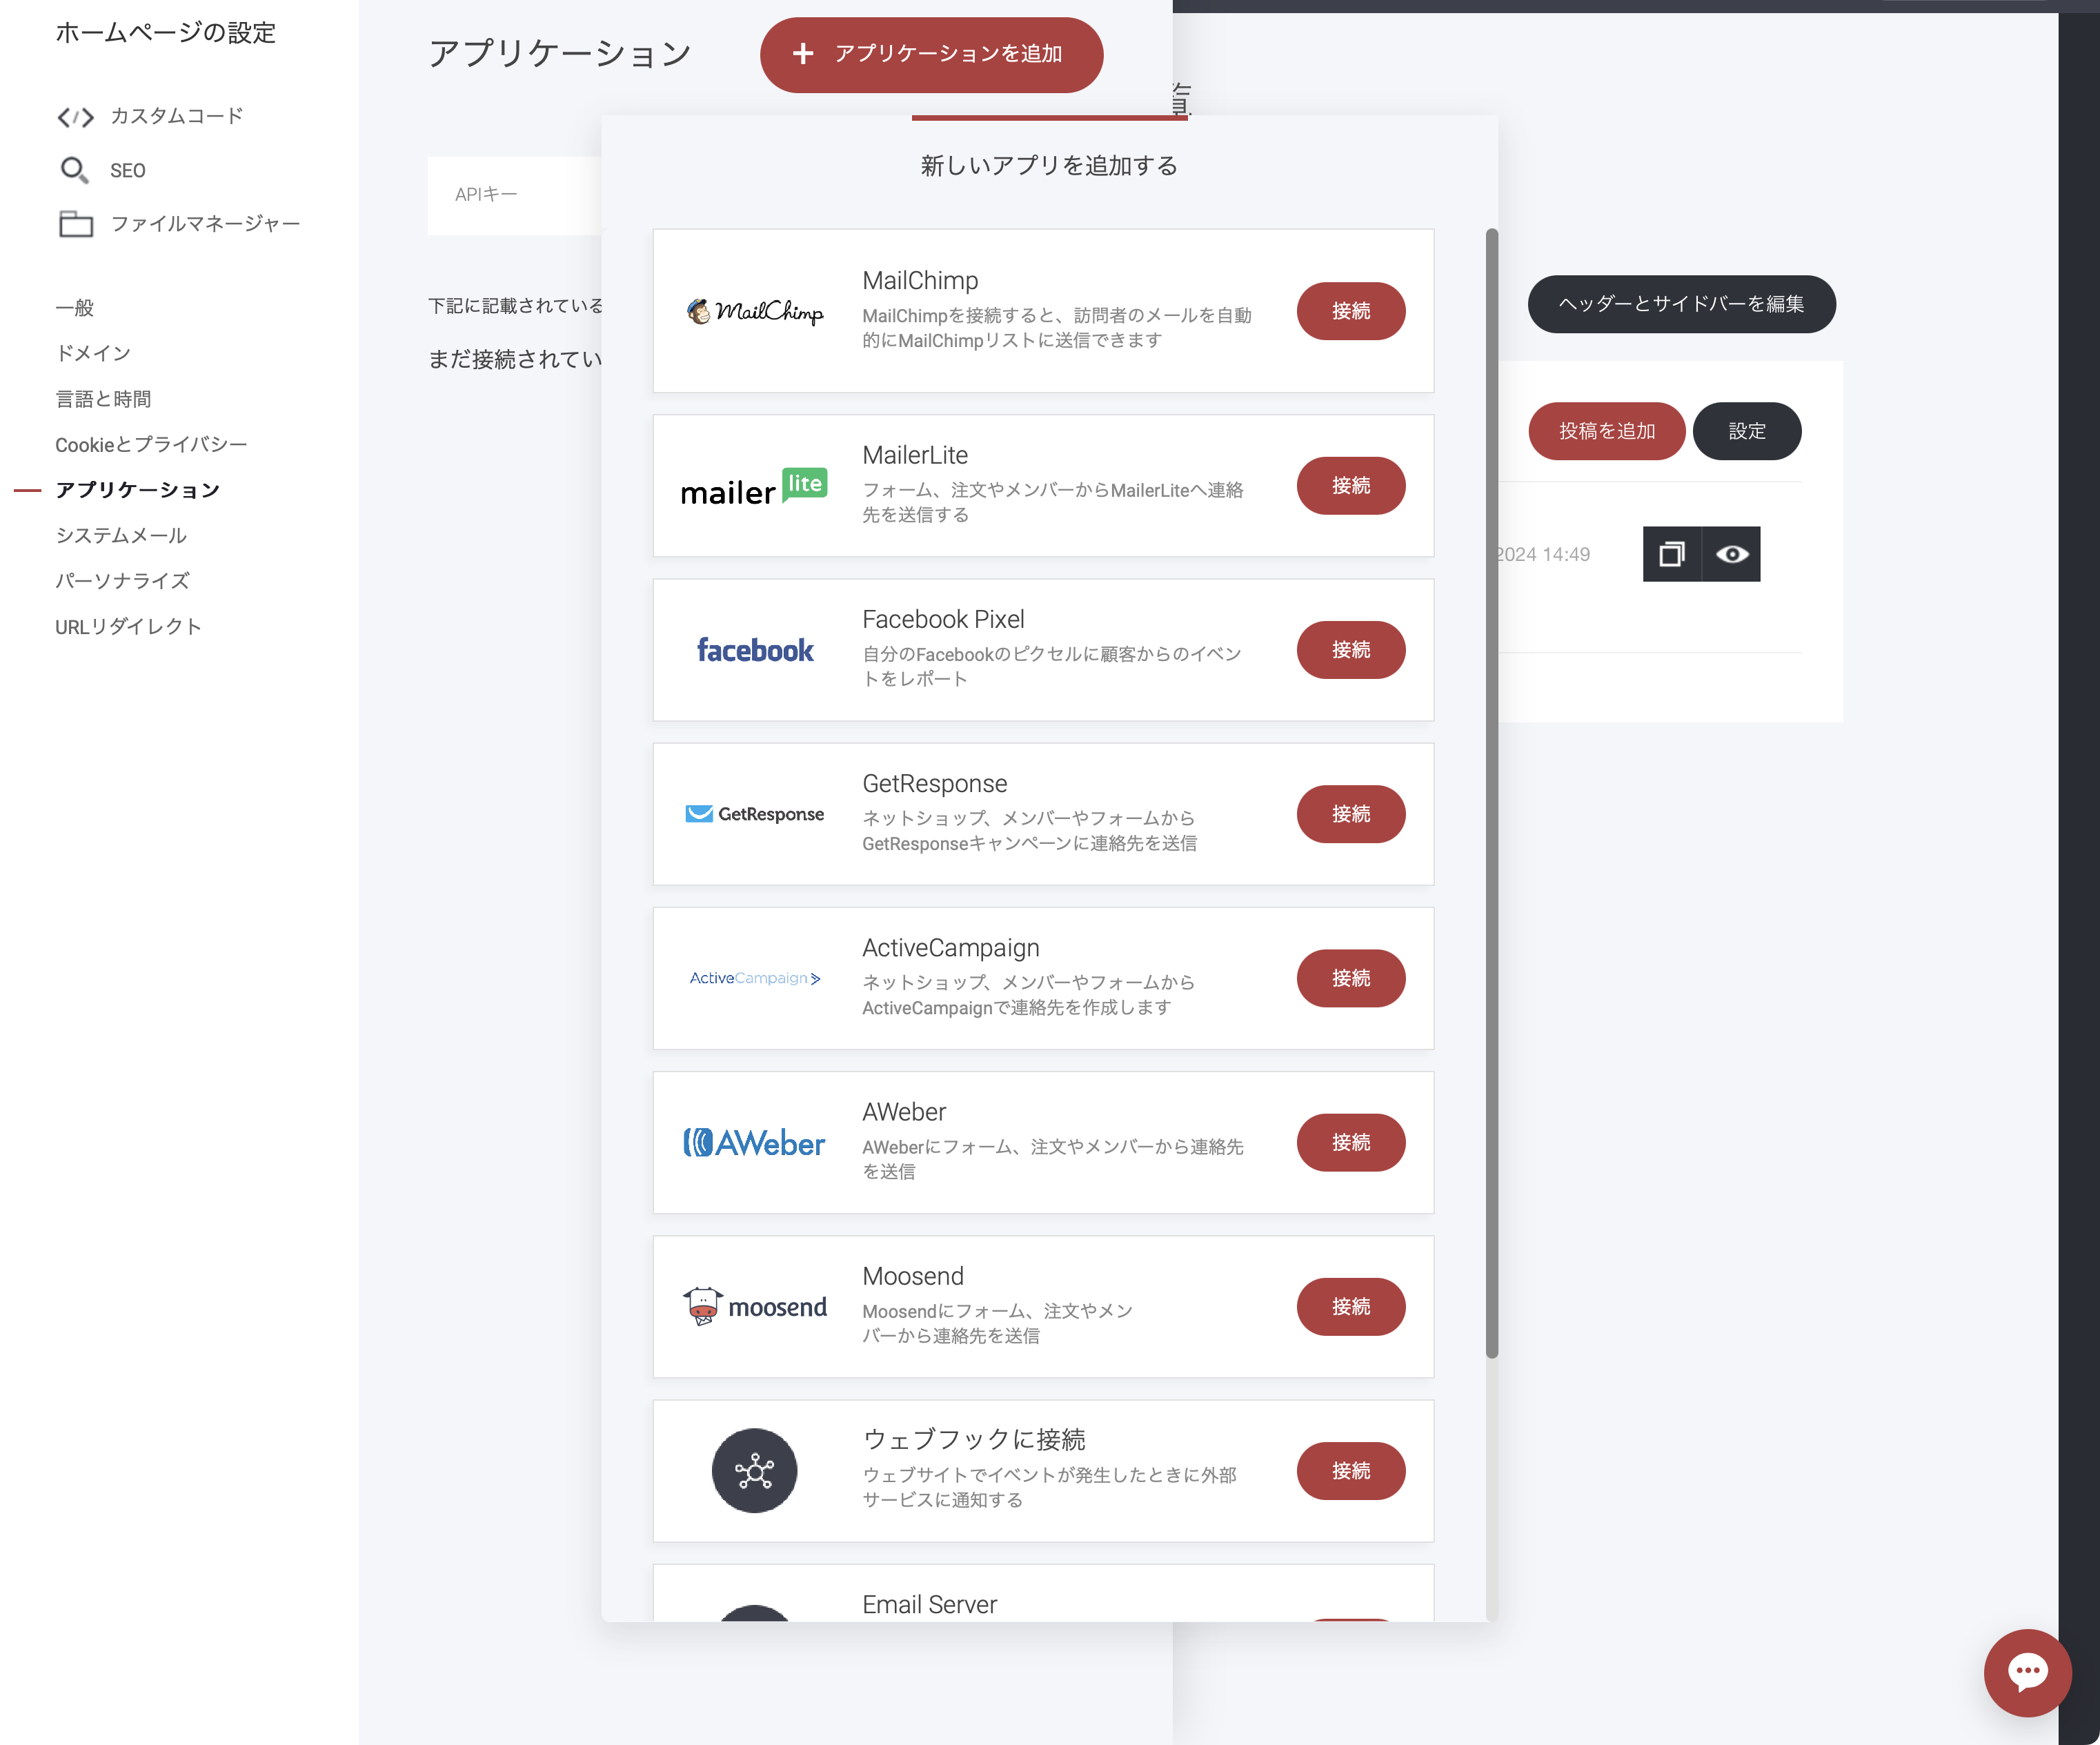 ホームページの設定
カスタムコード
SEO
ファイルマネージャー
一般
ドメイン
言語と時間
Cookieとプライバシー
アプリケーション
システムメール
パーソナライズ
URLリダイレクト
アプリケーション
+ アプリケーションを追加
APIキー
下記に記載されている
まだ接続されてい
新しいアプリを追加する
MailChimp
MailChimp
MailChimpを接続すると、訪問者のメールを自動
的にMailChimpリストに送信できます
接続
mailer lite
MailerLite
フォーム、注文やメンバーからMailerLiteへ連絡
先を送信する
接続
facebook
Facebook Pixel
自分のFacebookのピクセルに顧客からのイベン
トをレポート
接続
GetResponse
GetResponse
ネットショップ、メンバーやフォームから
GetResponseキャンペーンに連絡先を送信
接続
ActiveCampaign
ActiveCampaign
ネットショップ、メンバーやフォームから
ActiveCampaignで連絡先を作成します
接続
AWeber
AWeber
AWeberにフォーム、注文やメンバーから連絡先
を送信
接続
moosend
Moosend
Moosendにフォーム、注文やメン
バーから連絡先を送信
接続
ウェブフックに接続
ウェブサイトでイベントが発生したときに外部
サービスに通知する
接続
Email Server
ヘッダーとサイドバーを編集
投稿を追加
設定
2024 14:49